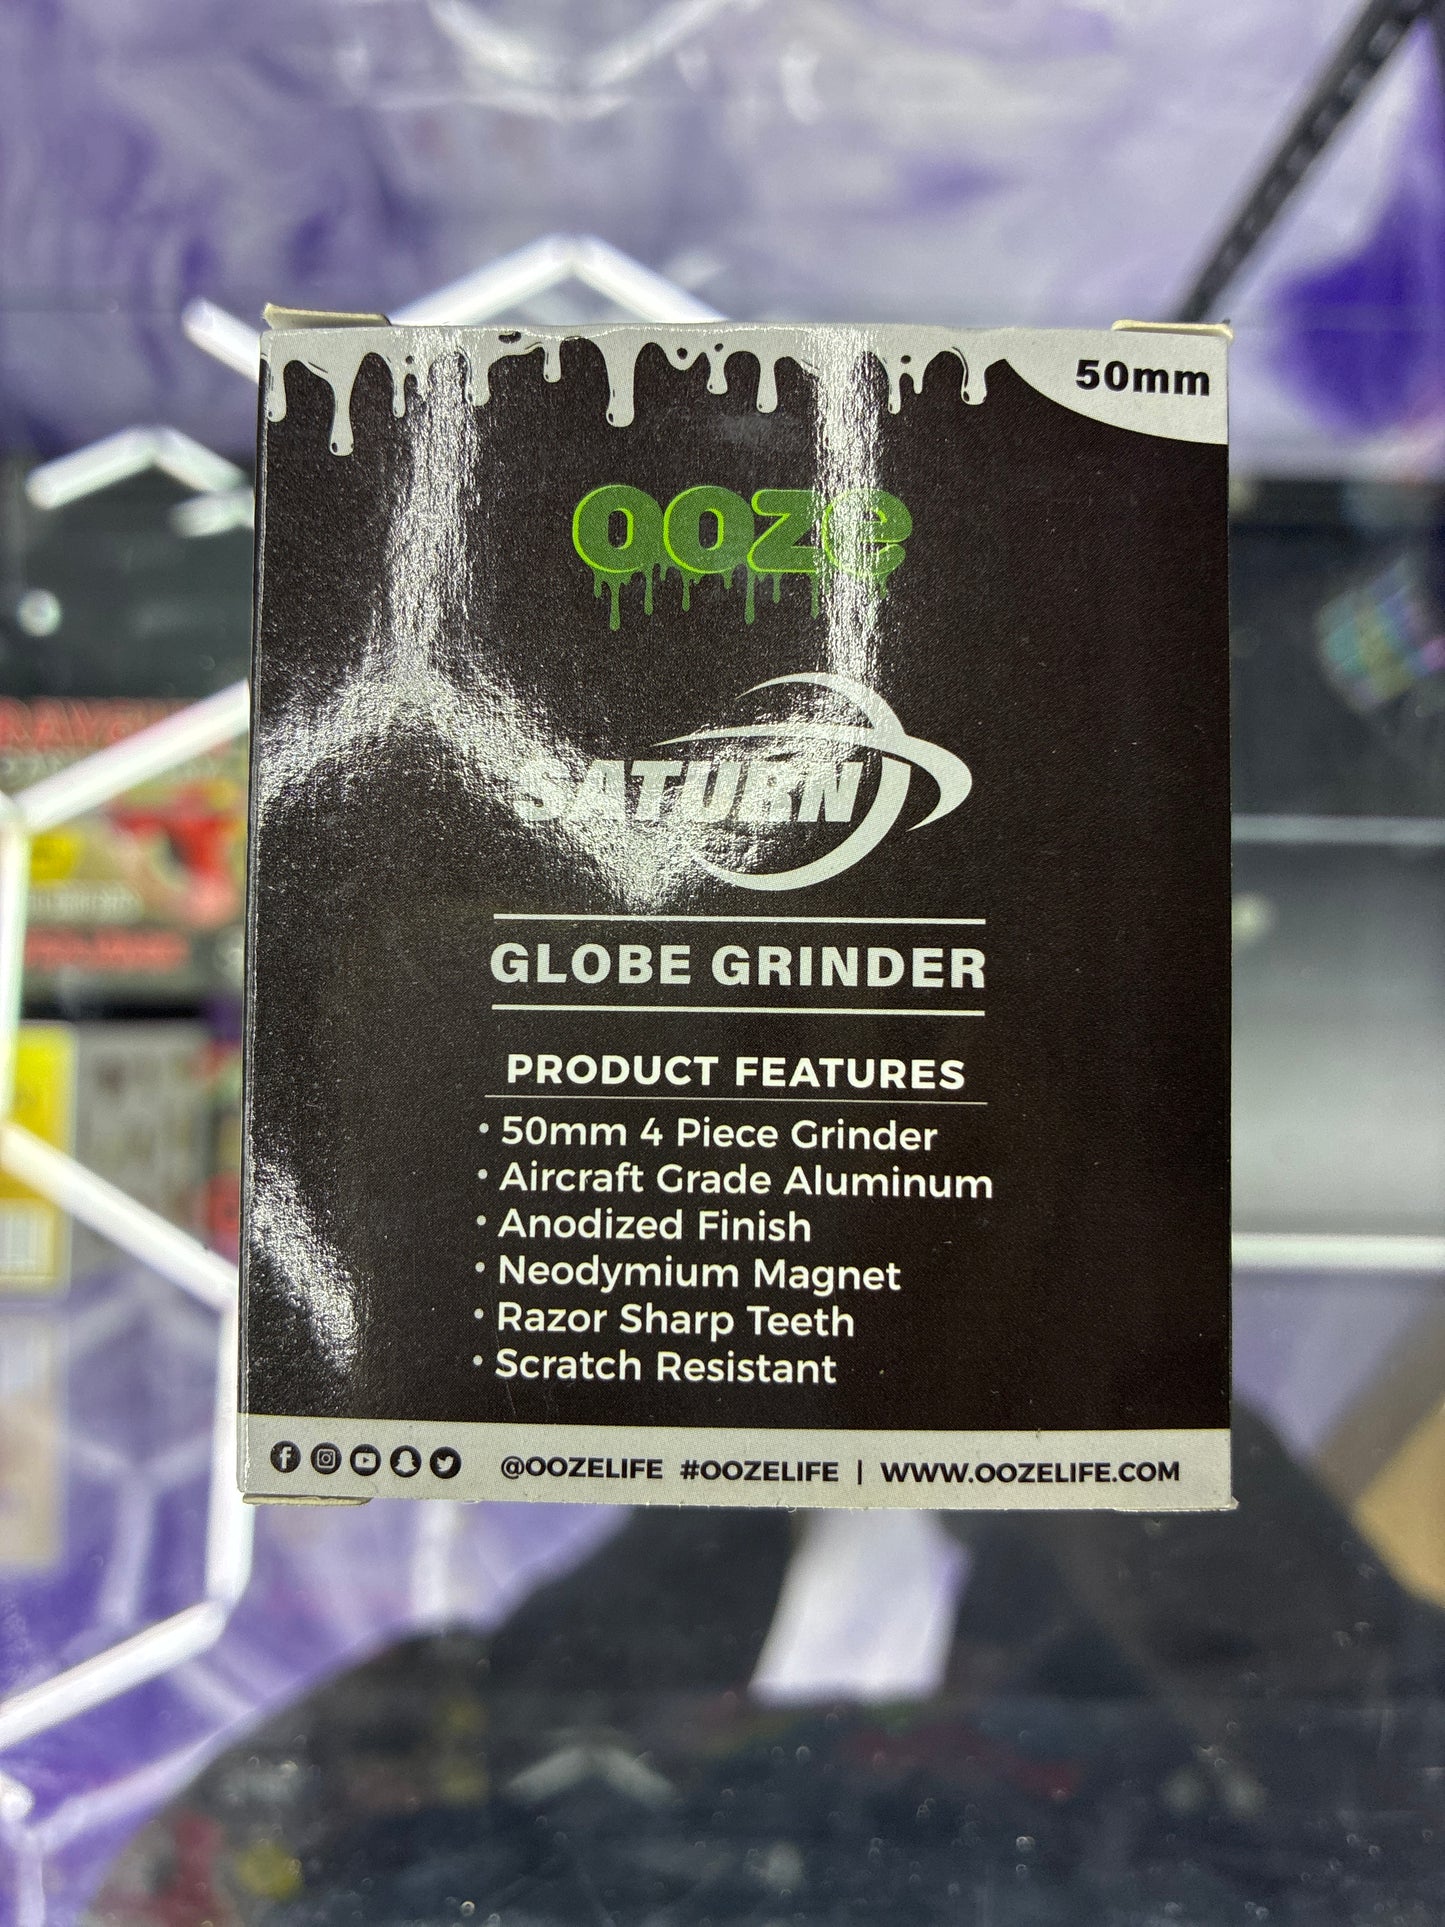 50mm
ooze
SATURN
GLOBE GRINDER
PRODUCT FEATURES
• 50mm 4 Piece Grinder
• Aircraft Grade Aluminum
• Anodized Finish
• Neodymium Magnet
• Razor Sharp Teeth
• Scratch Resistant
@OOZELIFE #OOZELIFE | WWW.OOZELIFE.COM